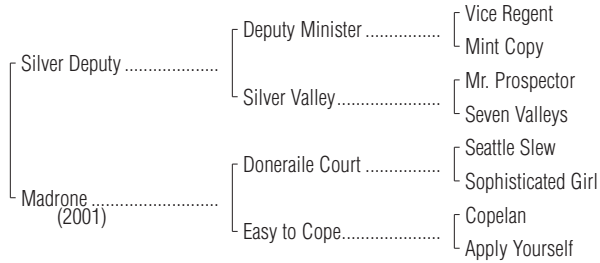 Vice Regent
Deputy Minister ................
Mint Copy
Silver Deputy ....................
Mr. Prospector
Silver Valley......................
Seven Valleys
Seattle Slew
Doneraile Court ................
Sophisticated Girl
Madrone ...........................
(2001)
Copelan
Easy to Cope.....................
Apply Yourself